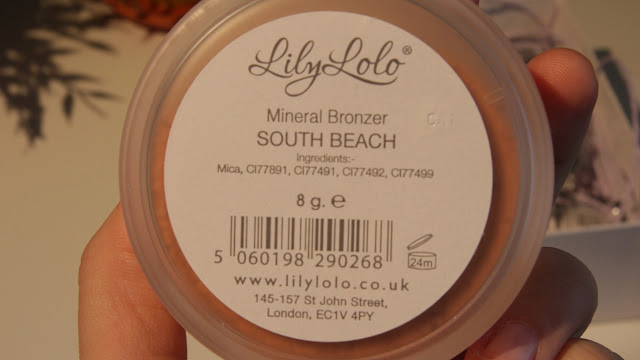 LilyLolo®
Mineral Bronzer
SOUTH BEACH
Ingredients:-
Mica, CI77891, CI77491, CI77492, CI77499
8 g. ℮
5 060198 290268
24m
www.lilylolo.co.uk
145-157 St John Street,
London, EC1V 4PY